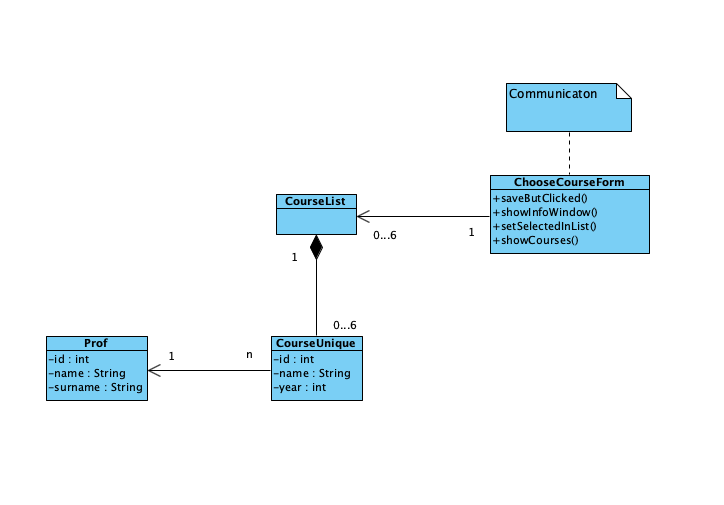 Communicaton
ChooseCourseForm
+saveButClicked()
+showInfoWindow()
+setSelectedInList()
+showCourses()
CourseList
0...6
1
1
0...6
Prof
-id : int
-name : String
-surname : String
1
n
CourseUnique
-id : int
-name : String
-year : int